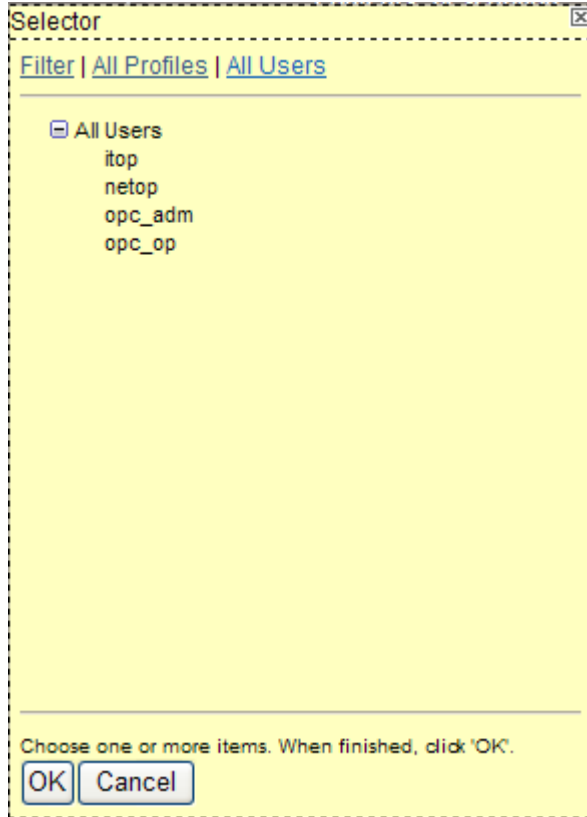 Selector
Filter | All Profiles | All Users
All Users
itop
netop
opc_adm
opc_op
Choose one or more items. When finished, click 'OK'.
OK Cancel